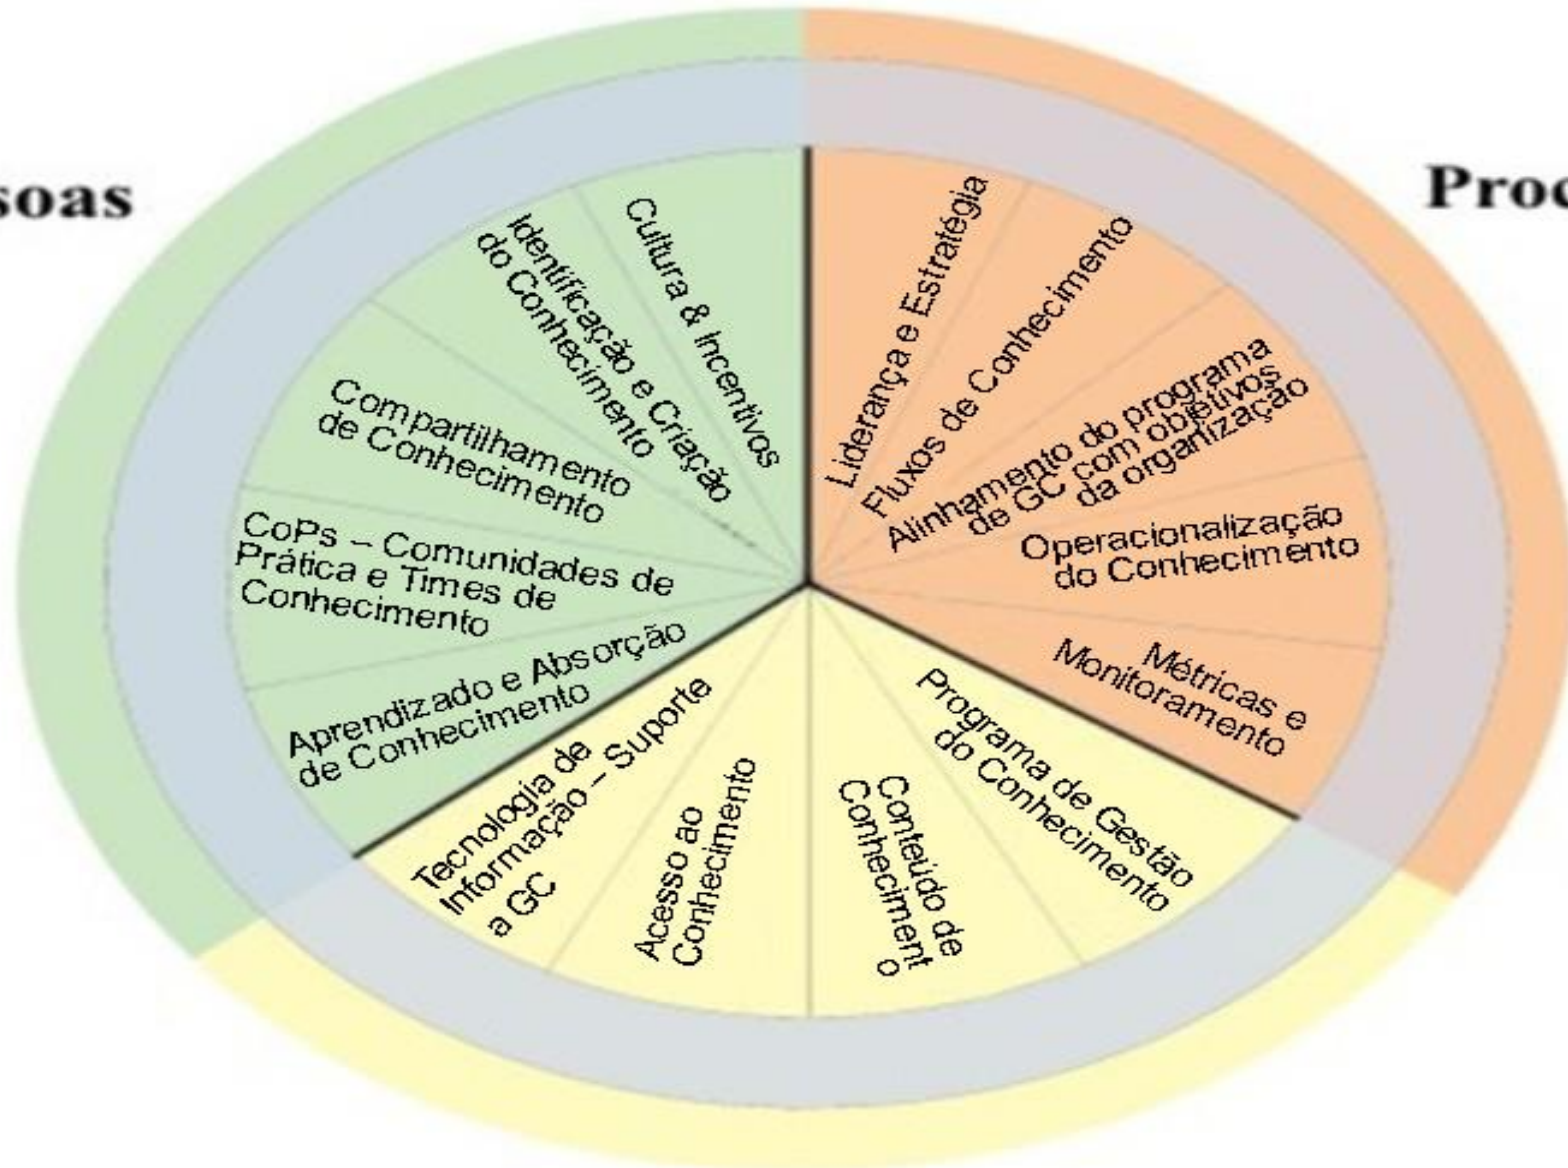 soas
Proc
Cultura & Incentivos
Identificação e Criação
do Conhecimento
Compartilhamento
de Conhecimento
CoPs – Comunidades de
Prática e Times de
Conhecimento
Aprendizado e Absorção
de Conhecimento
Liderança e Estratégia
Fluxos de Conhecimento
Alinhamento do programa
de GC com objetivos
da organização
Operacionalização
do Conhecimento
Métricas e
Monitoramento
Programa de Gestão
do Conhecimento
Conteúdo de
Conheciment
o
Acesso ao
Conhecimento
Tecnologia de
Informação – Suporte
a GC